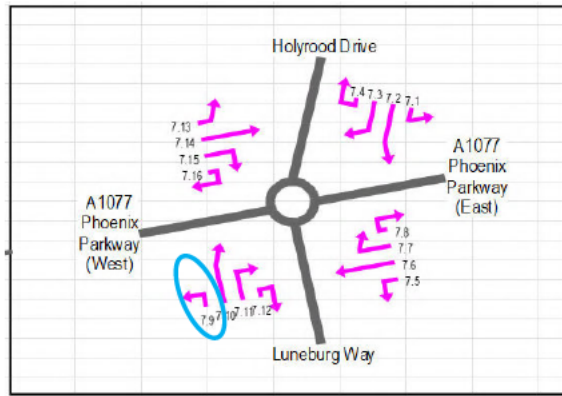 Holyrood Drive
7.4
7.3
7.2
7.1
7.13
7.14
7.15
7.16
A1077
Phoenix
Parkway
(East)
A1077
Phoenix
Parkway
(West)
7.8
7.7
7.6
7.5
7.9
7.10
7.11
7.12
Luneburg Way